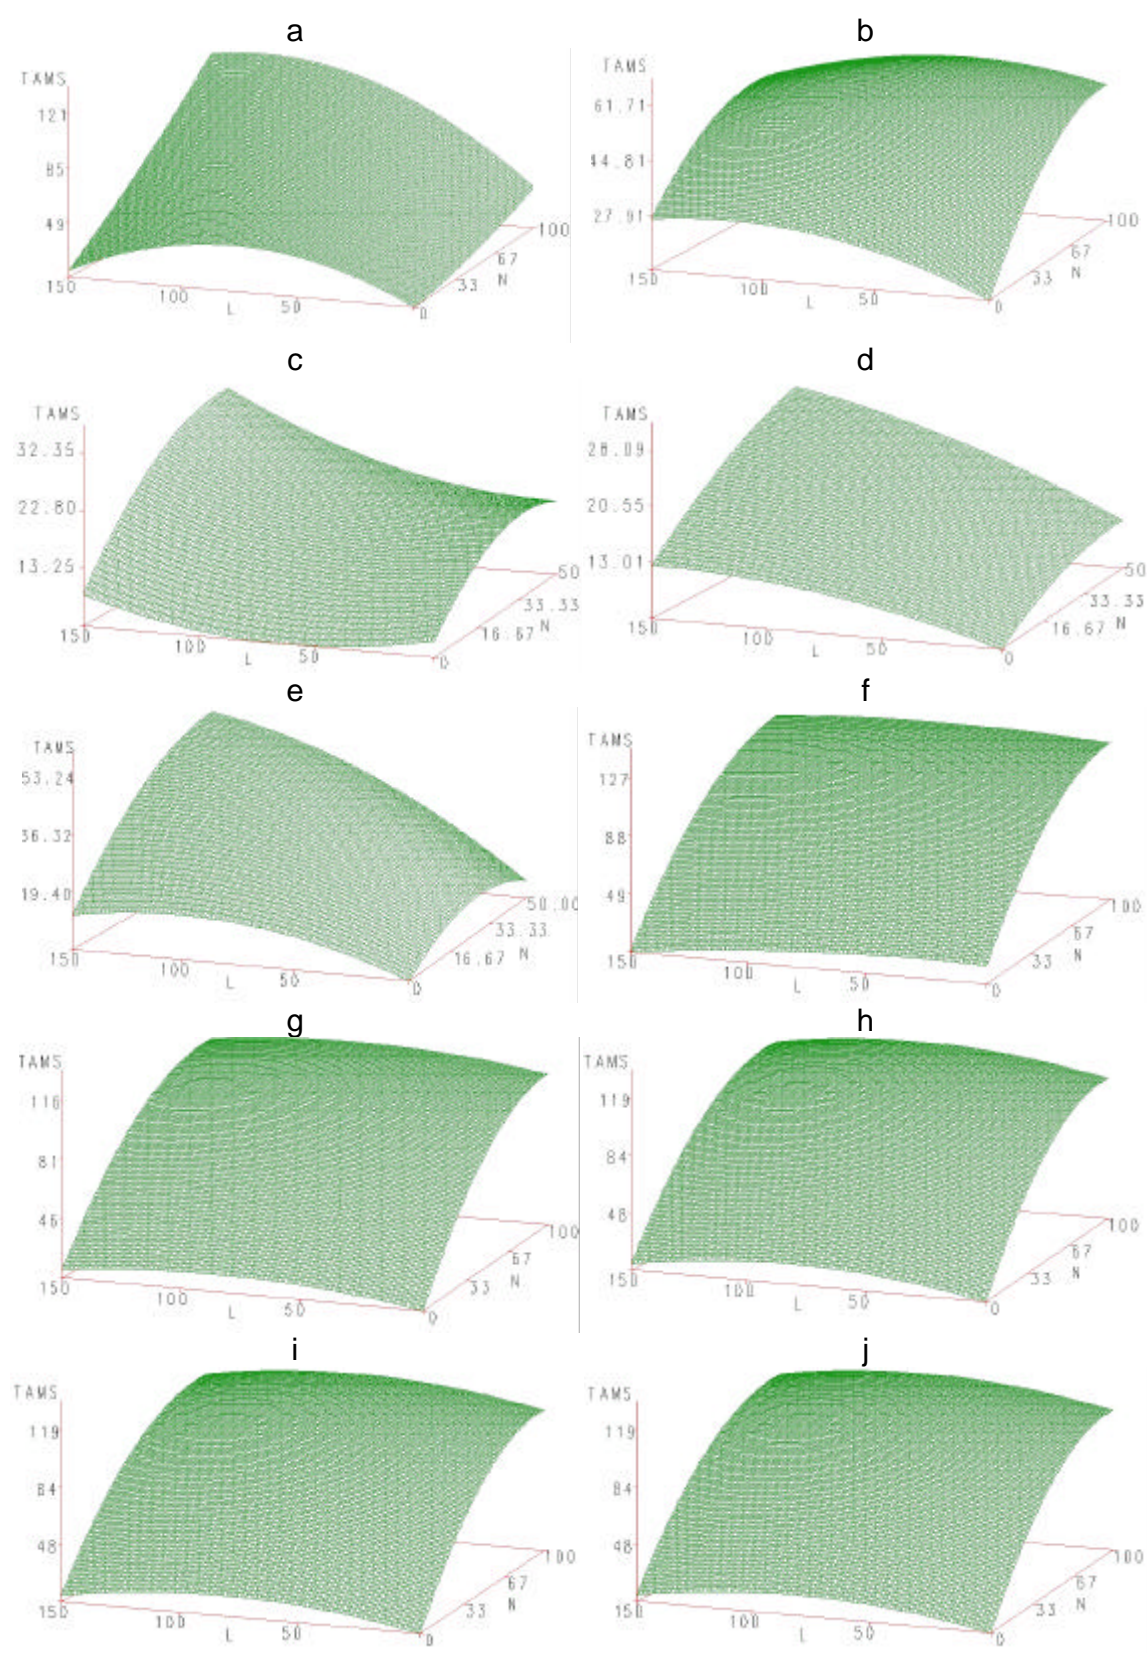 a
TAMS
121
85
49
150
100
50
0
L
33
67
100
N
b
TAMS
61.71
44.81
27.91
150
100
50
0
L
33
67
100
N
c
TAMS
32.35
22.80
13.25
150
100
50
0
L
16.67
33.33
50
N
d
TAMS
28.09
20.55
13.01
150
100
50
0
L
16.67
33.33
50
N
e
TAMS
53.24
36.32
19.40
150
100
50
0
L
16.67
33.33
50.00
N
f
TAMS
127
88
49
150
100
50
0
L
33
67
100
N
g
TAMS
116
81
46
150
100
50
0
L
33
67
100
N
h
TAMS
119
84
48
150
100
50
0
L
33
67
100
N
i
TAMS
119
84
48
150
100
50
0
L
33
67
100
N
j
TAMS
119
84
48
150
100
50
0
L
33
67
100
N